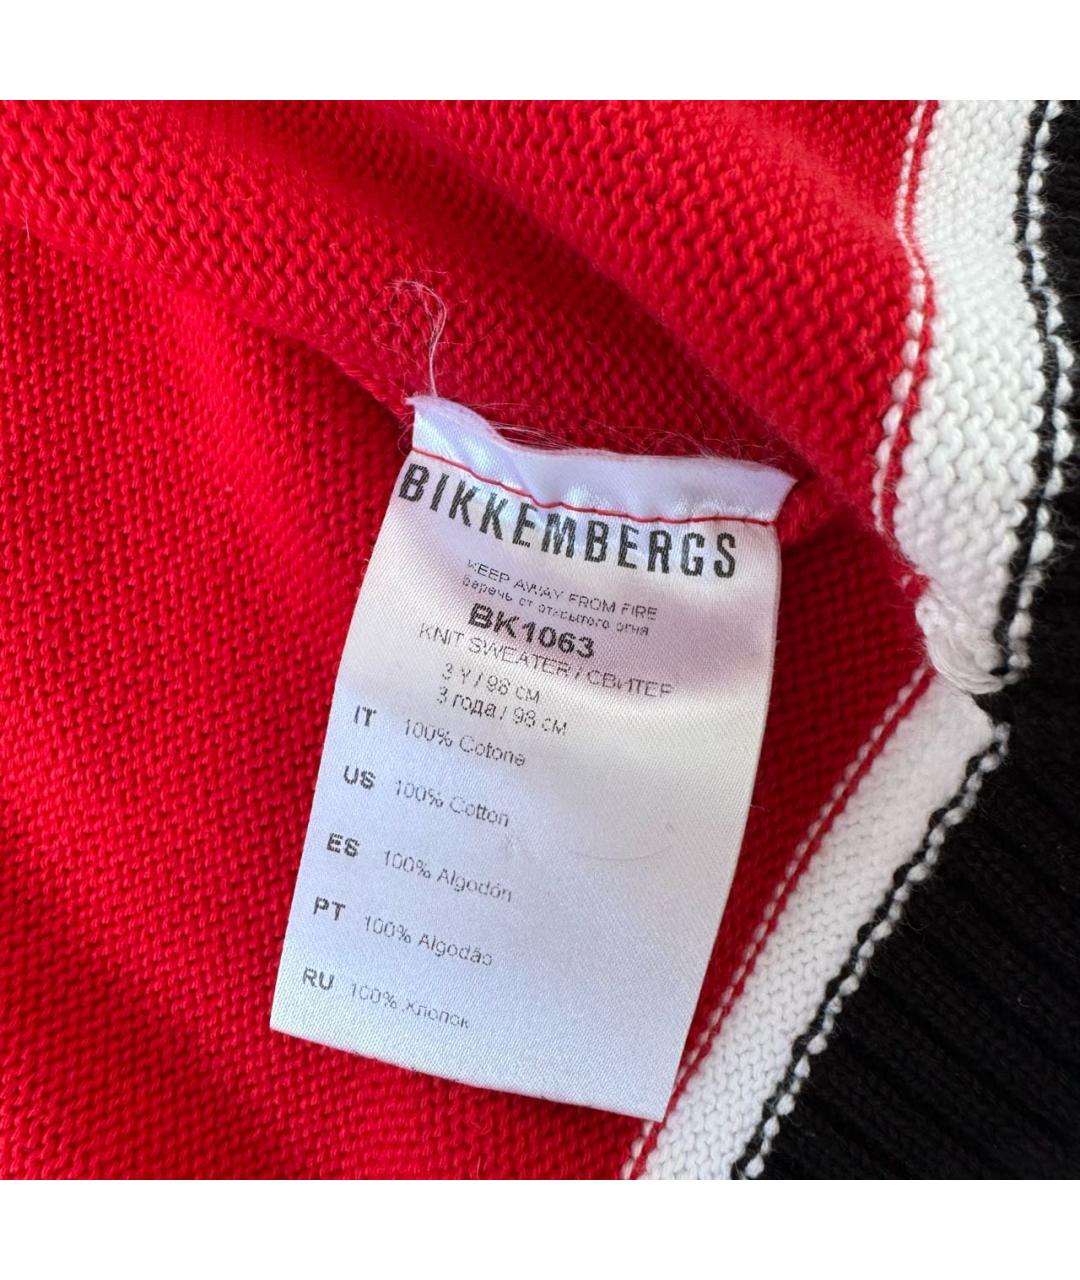 BIKKEMBERGS
KEEP AWAY FROM FIRE
беречь от открытого огня
BK1063
KNIT SWEATER / СВИТЕР
3 Y / 98 см
3 года / 98 см
IT 100% Cotone
US 100% Cotton
ES 100% Algodón
PT 100% Algodão
RU 100% Хлопок